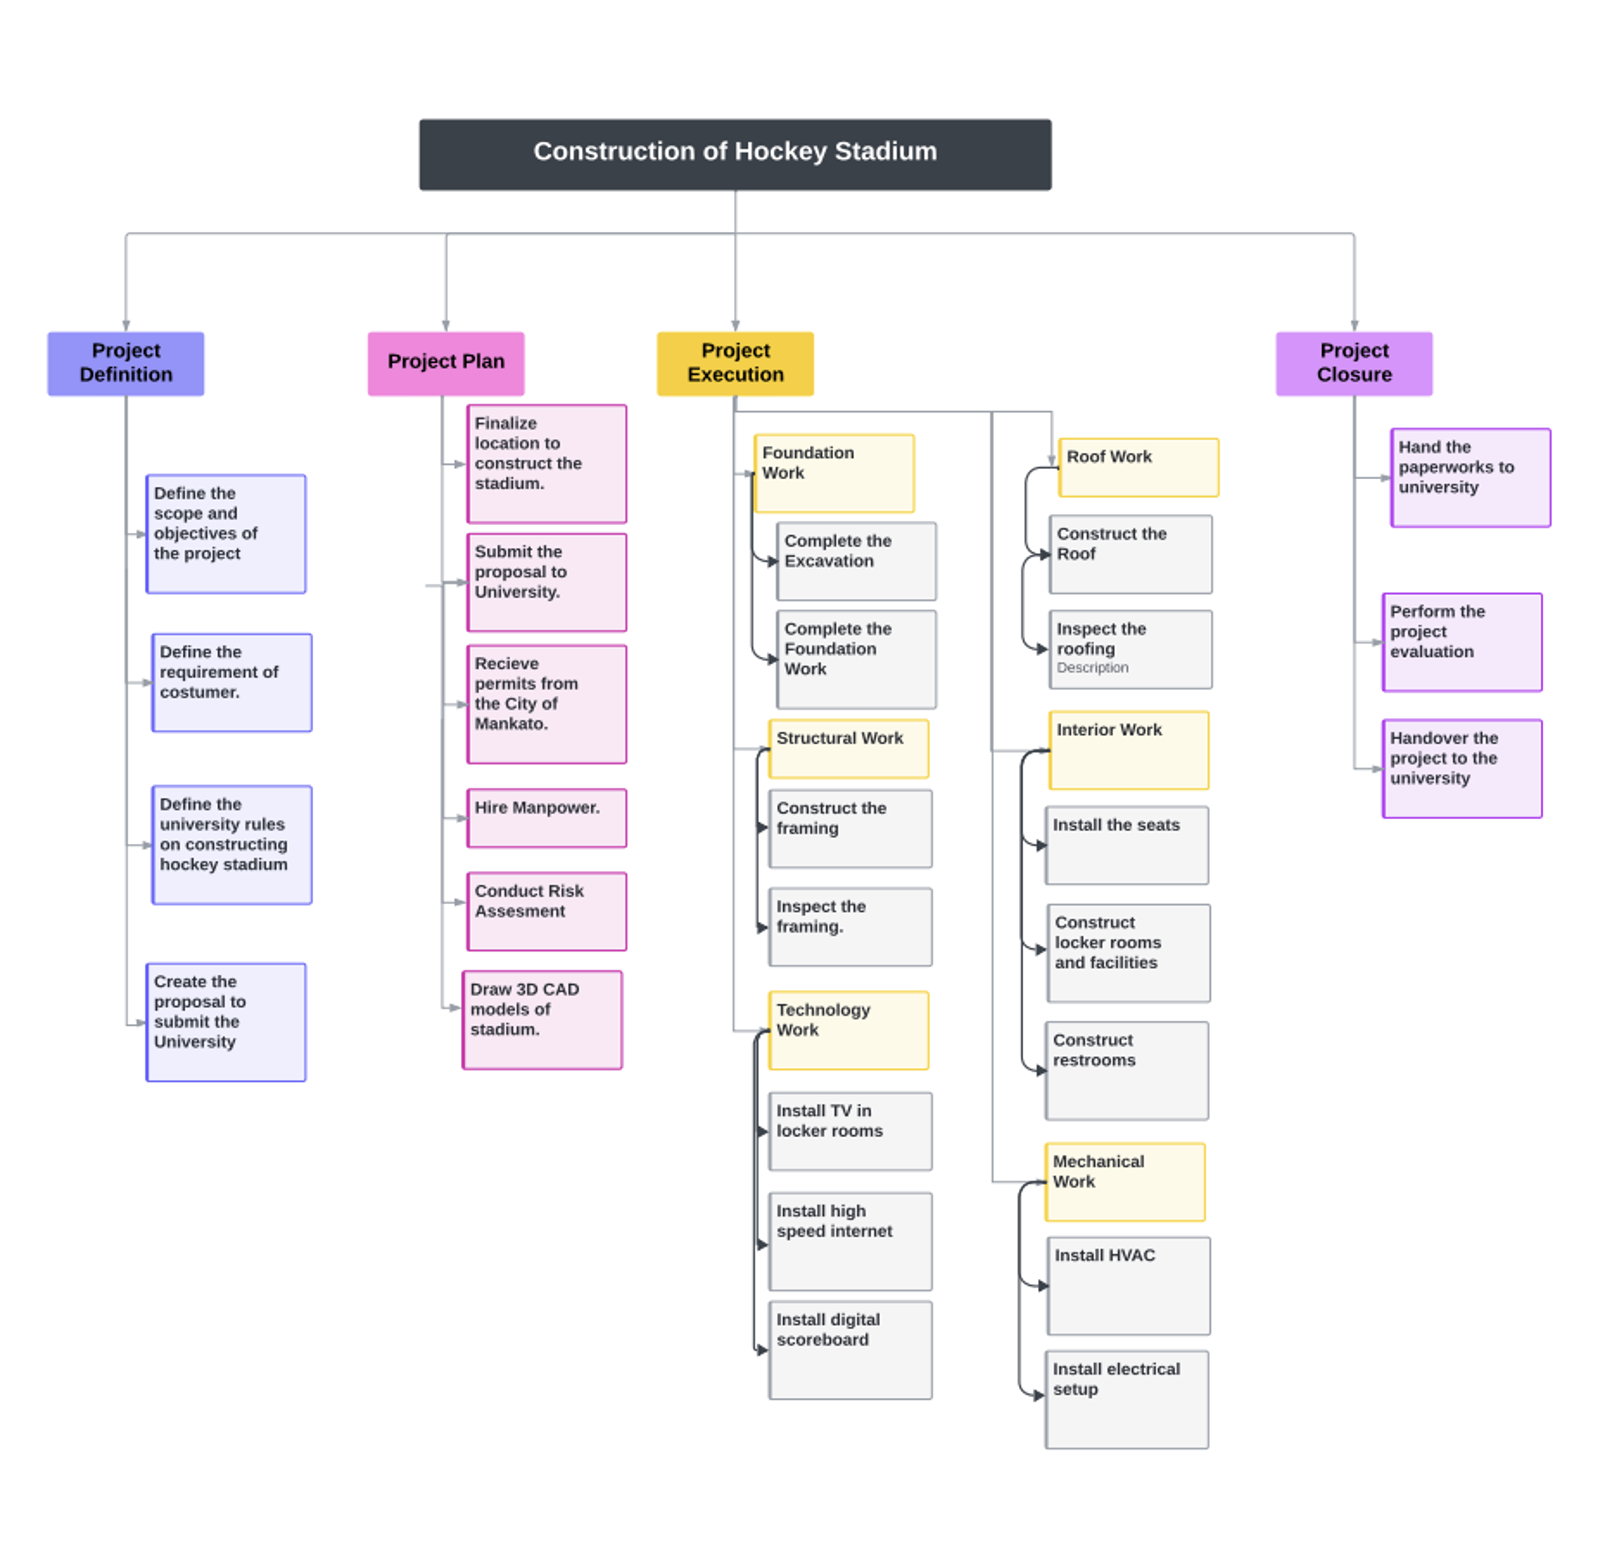 Construction of Hockey Stadium
Project
Definition
Define the
scope and
objectives of
the project
Define the
requirement of
costumer.
Define the
university rules
on constructing
hockey stadium
Create the
proposal to
submit the
University
Project Plan
Finalize
location to
construct the
stadium.
Submit the
proposal to
University.
Recieve
permits from
the City of
Mankato.
Hire Manpower.
Conduct Risk
Assesment
Draw 3D CAD
models of
stadium.
Project
Execution
Foundation
Work
Complete the
Excavation
Complete the
Foundation
Work
Structural Work
Construct the
framing
Inspect the
framing.
Technology
Work
Install TV in
locker rooms
Install high
speed internet
Install digital
scoreboard
Roof Work
Construct the
Roof
Inspect the
roofing
Description
Interior Work
Install the seats
Construct
locker rooms
and facilities
Construct
restrooms
Mechanical
Work
Install HVAC
Install electrical
setup
Project
Closure
Hand the
paperworks to
university
Perform the
project
evaluation
Handover the
project to the
university